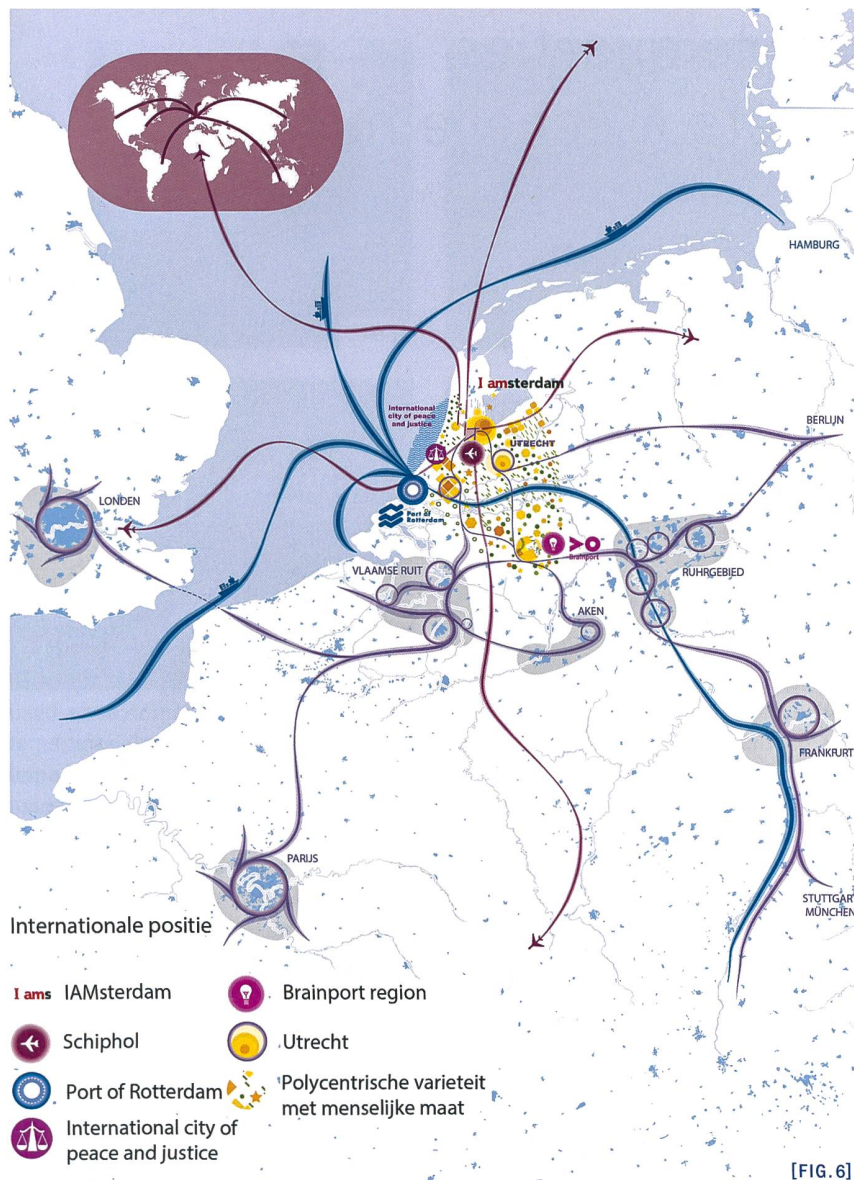 HAMBURG
I amsterdam
International
city of peace
and justice
UTRECHT
BERLIJN
LONDEN
Port of
Rotterdam
Brainport
VLAAMSE RUIT
RUHRGEBIED
AKEN
FRANKFURT
PARIJS
STUTTGAR
MÜNCHEN
Internationale positie
I ams IAMsterdam
Schiphol
Port of Rotterdam
International city of
peace and justice
Brainport region
Utrecht
Polycentrische varieteit
met menselijke maat
[FIG.6]